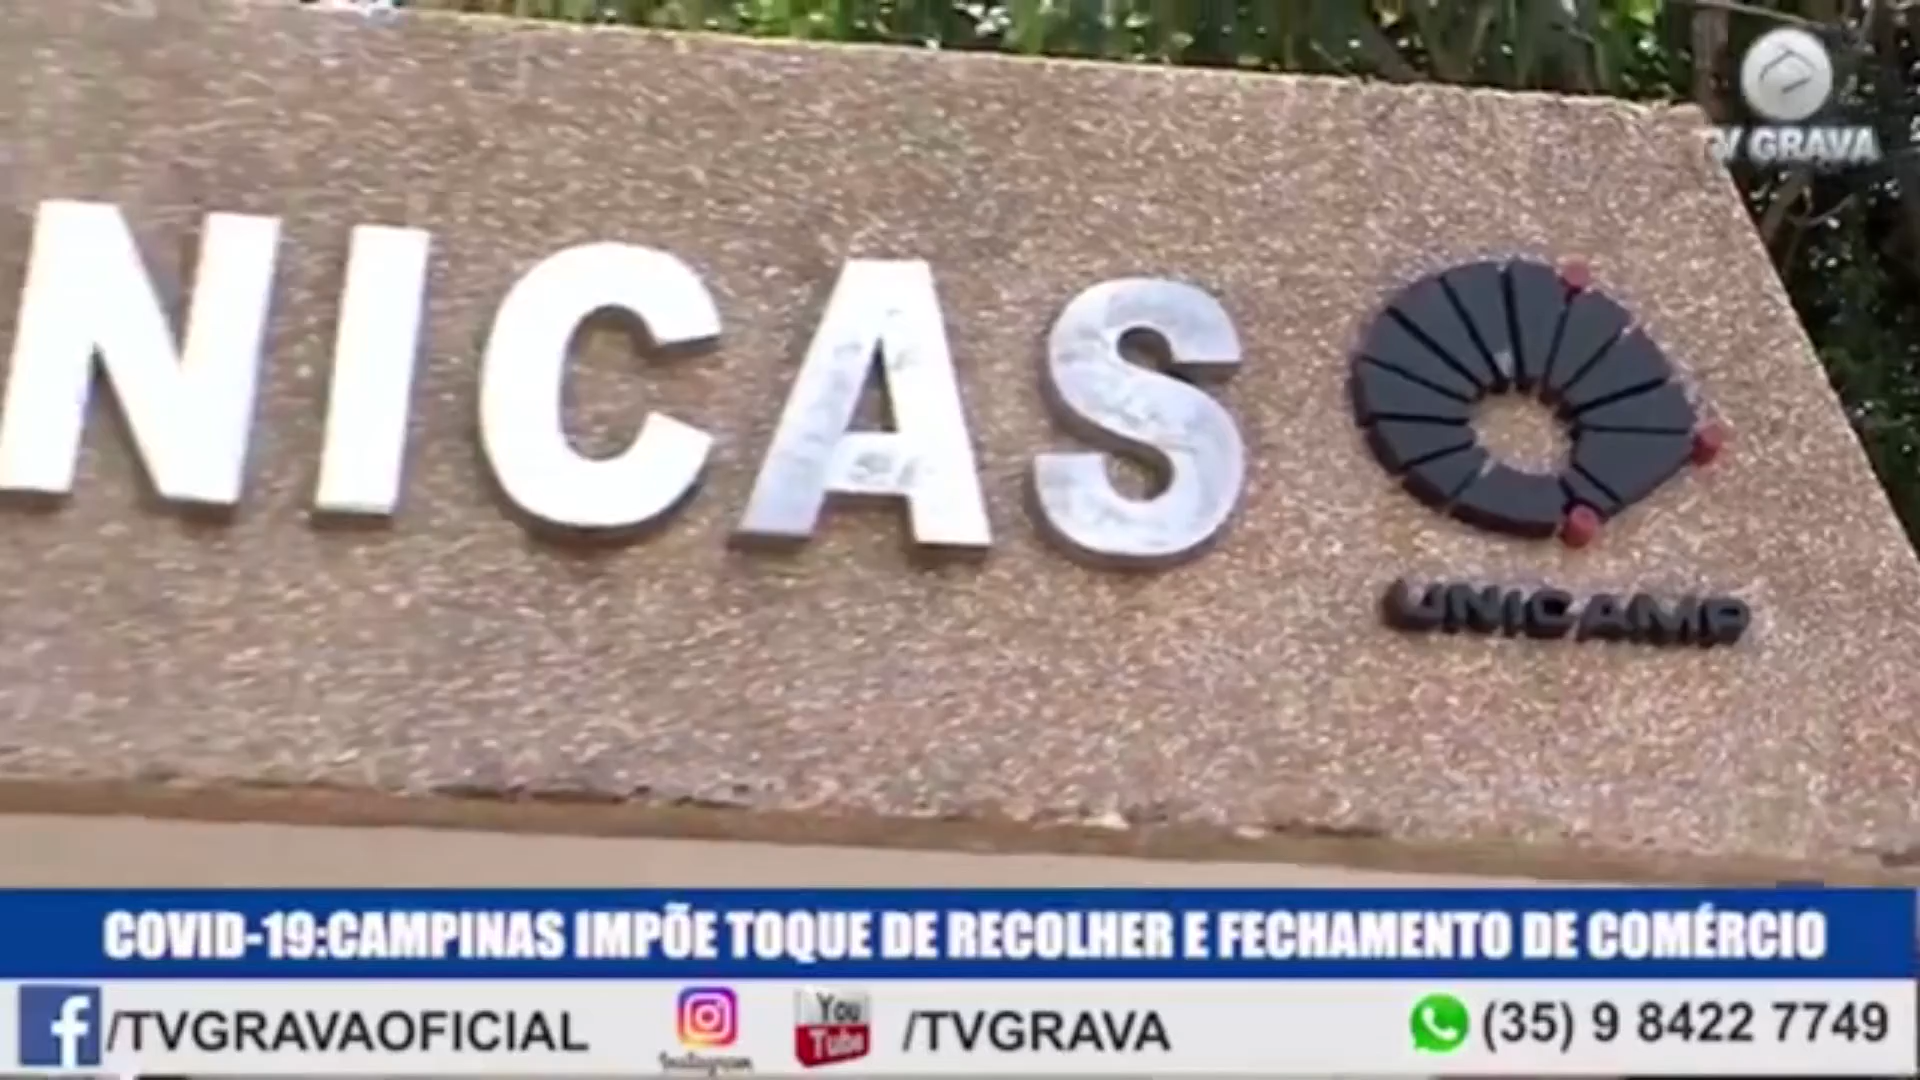 TV GRAVA
NICAS
UNICAMP
COVID-19:CAMPINAS IMPÕE TOQUE DE RECOLHER E FECHAMENTO DE COMÉRCIO
f/TVGRAVAOFICIAL Instagram You Tube /TVGRAVA (35) 9 8422 7749